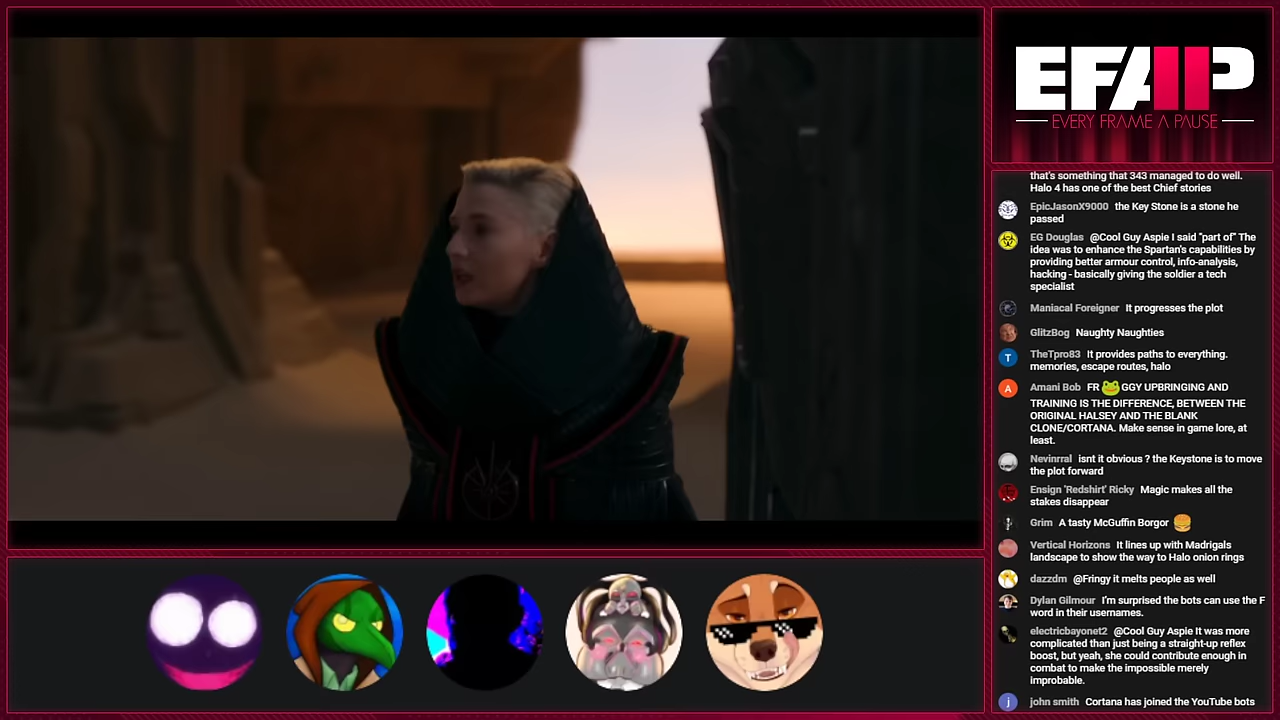 EFAP
EVERY FRAME A PAUSE
that's something that 343 managed to do well.
Halo 4 has one of the best Chief stories
EpicJasonX9000 the Key Stone is a stone he
passed
EG Douglas @Cool Guy Aspie I said "part of" The
idea was to enhance the Spartan's capabilities by
providing better armour control, info-analysis,
hacking - basically giving the soldier a tech
specialist
Maniacal Foreigner It progresses the plot
GlitzBog Naughty Naughties
T
TheTpro83 It provides paths to everything.
memories, escape routes, halo
A
Amani Bob FR🐸GGY UPBRINGING AND
TRAINING IS THE DIFFERENCE, BETWEEN THE
ORIGINAL HALSEY AND THE BLANK
CLONE/CORTANA. Make sense in game lore, at
least.
Nevinrral isnt it obvious ? the Keystone is to move
the plot forward
Ensign 'Redshirt' Ricky Magic makes all the
stakes disappear
Grim A tasty McGuffin Borgor 🍔
Vertical Horizons It lines up with Madrigals
landscape to show the way to Halo onion rings
dazzdm @Fringy it melts people as well
Dylan Gilmour I'm surprised the bots can use the F
word in their usernames.
electricbayonet2 @Cool Guy Aspie It was more
complicated than just being a straight-up reflex
boost, but yeah, she could contribute enough in
combat to make the impossible merely
improbable.
j
john smith Cortana has joined the YouTube bots